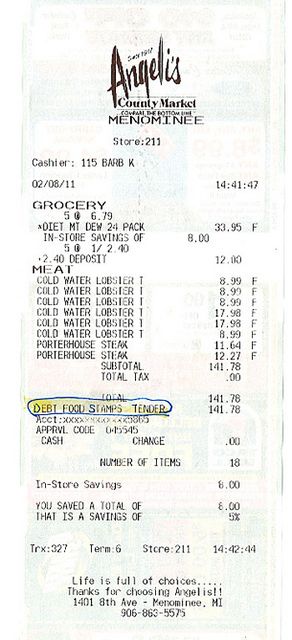 Since 1907
Angeli's
County Market
COMPARE THE BOTTOM LINE
MENOMINEE
Store:211
Cashier: 115 BARB K
02/08/11 14:41:47
GROCERY
5 @ 6.79
*DIET MT DEW 24 PACK 33.95 F
IN-STORE SAVINGS OF 8.00
5 @ 1/ 2.40
+2.40 DEPOSIT 12.00
MEAT
COLD WATER LOBSTER T 8.99 F
COLD WATER LOBSTER T 8.99 F
COLD WATER LOBSTER T 8.99 F
COLD WATER LOBSTER T 17.98 F
COLD WATER LOBSTER T 17.98 F
COLD WATER LOBSTER T 8.99 F
PORTERHOUSE STEAK 11.64 F
PORTERHOUSE STEAK 12.27 F
SUBTOTAL 141.78
TOTAL TAX .00
TOTAL 141.78
DEBT FOOD STAMPS TENDER 141.78
Acct:xxxxxxxxxxxx5865
APPRVL CODE 045545
CASH CHANGE .00
NUMBER OF ITEMS 18
In-Store Savings 8.00
YOU SAVED A TOTAL OF 8.00
THAT IS A SAVINGS OF 5%
Trx:327 Term:6 Store:211 14:42:44
Life is full of choices.....
Thanks for choosing Angelis!!
1401 8th Ave - Menominee, MI
906-863-5575